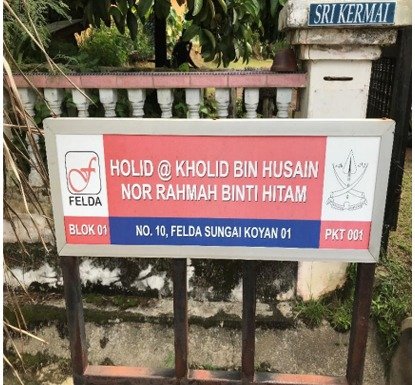 SRI KERMAI
HOLID @ KHOLID BIN HUSAIN
NOR RAHMAH BINTI HITAM
FELDA
BLOK 01
NO. 10, FELDA SUNGAI KOYAN 01
PKT 001